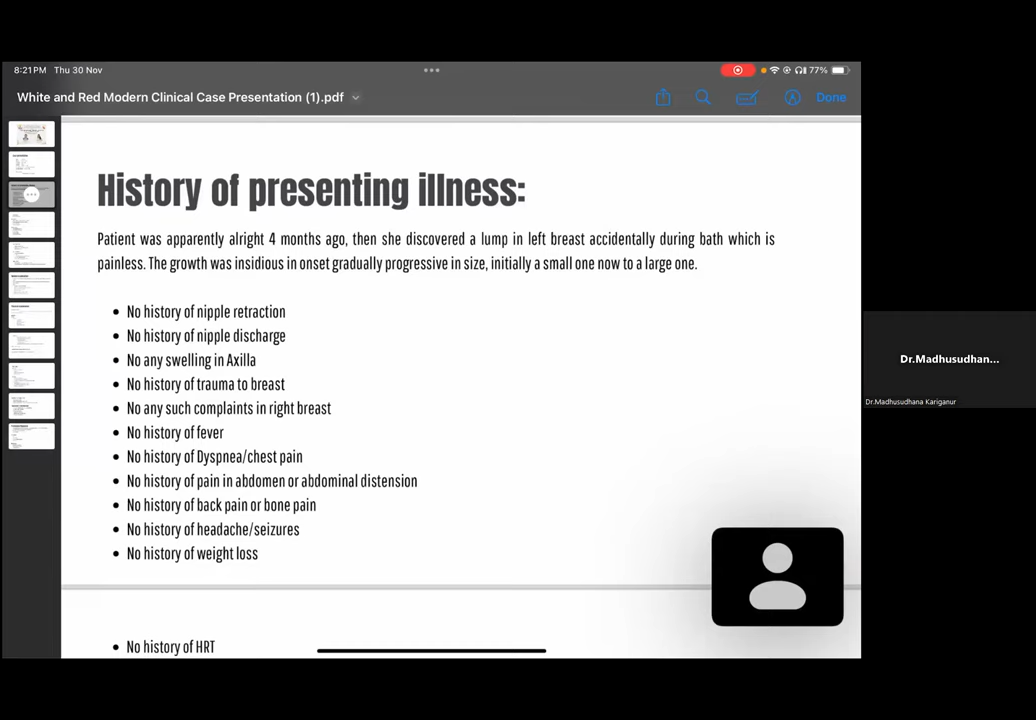 8:21PM Thu 30 Nov
77%
White and Red Modern Clinical Case Presentation (1).pdf
Done
History of presenting illness:
Patient was apparently alright 4 months ago, then she discovered a lump in left breast accidentally during bath which is
painless. The growth was insidious in onset gradually progressive in size, initially a small one now to a large one.
• No history of nipple retraction
• No history of nipple discharge
• No any swelling in Axilla
• No history of trauma to breast
• No any such complaints in right breast
• No history of fever
• No history of Dyspnea/chest pain
• No history of pain in abdomen or abdominal distension
• No history of back pain or bone pain
• No history of headache/seizures
• No history of weight loss
• No history of HRT
Dr.Madhusudhan...
Dr.Madhusudhana Kariganur